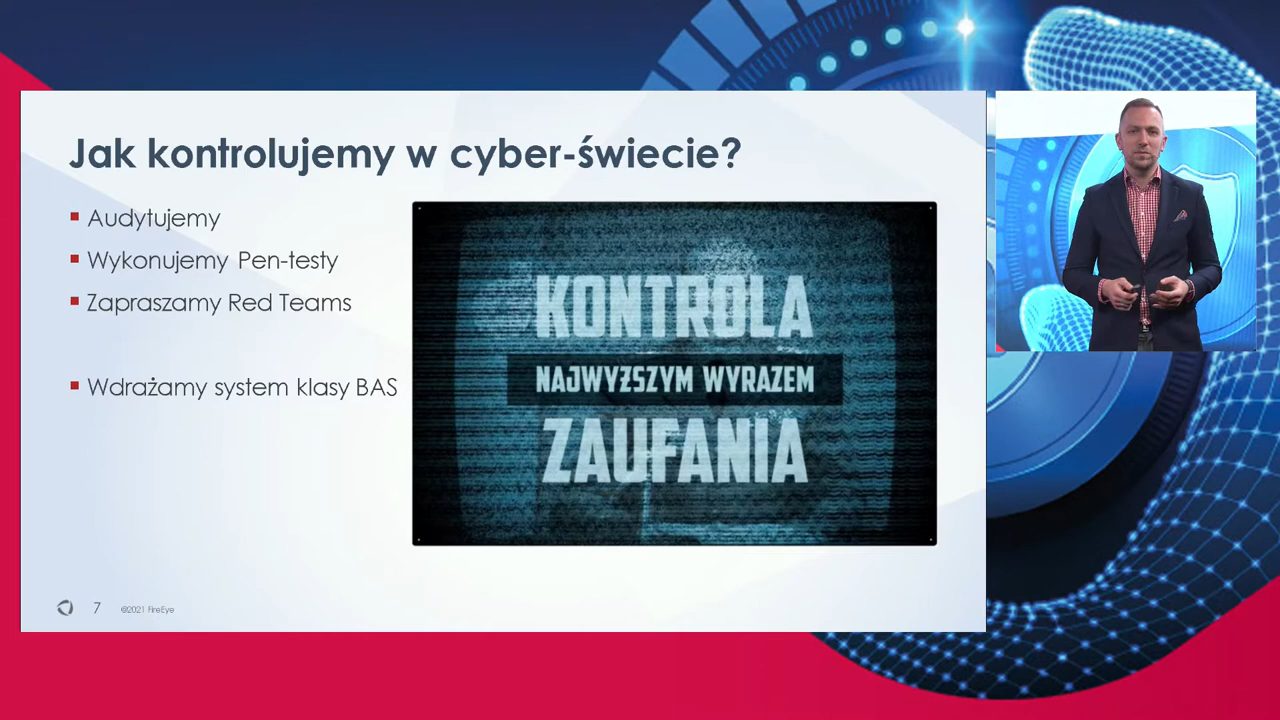 Jak kontrolujemy w cyber-świecie?
Audytujemy
Wykonujemy Pen-testy
Zapraszamy Red Teams
Wdrażamy system klasy BAS
KONTROLA
NAJWYŻSZYM WYRAZEM
ZAUFANIA
7 ©2021 FireEye